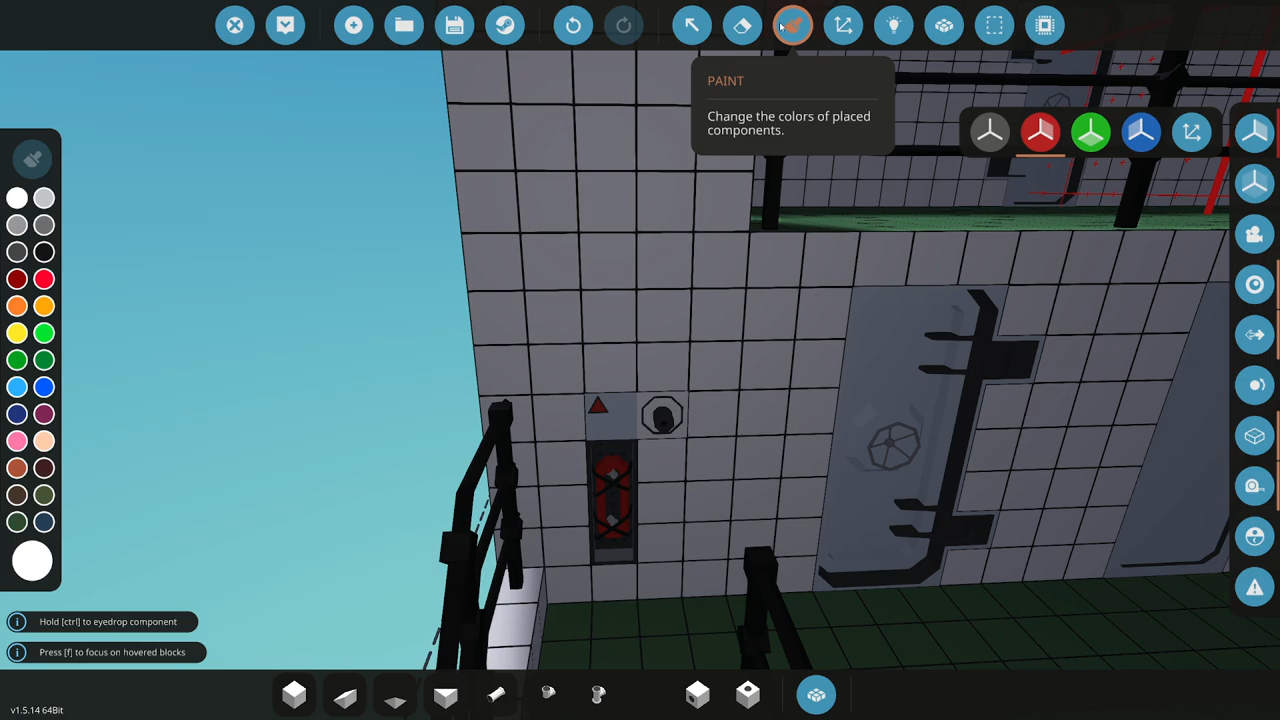 PAINT
Change the colors of placed
components.
Hold [ctrl] to eyedrop component
Press [f] to focus on hovered blocks
v1.5.14 64Bit